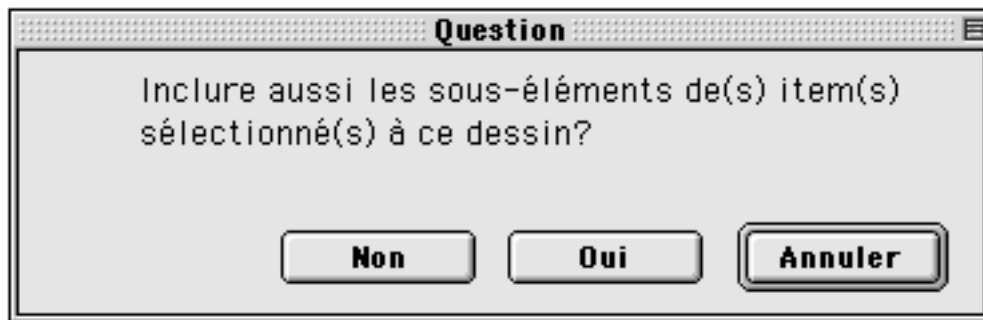 Question
Inclure aussi les sous-éléments de(s) item(s)
sélectionné(s) à ce dessin?
Non Oui Annuler